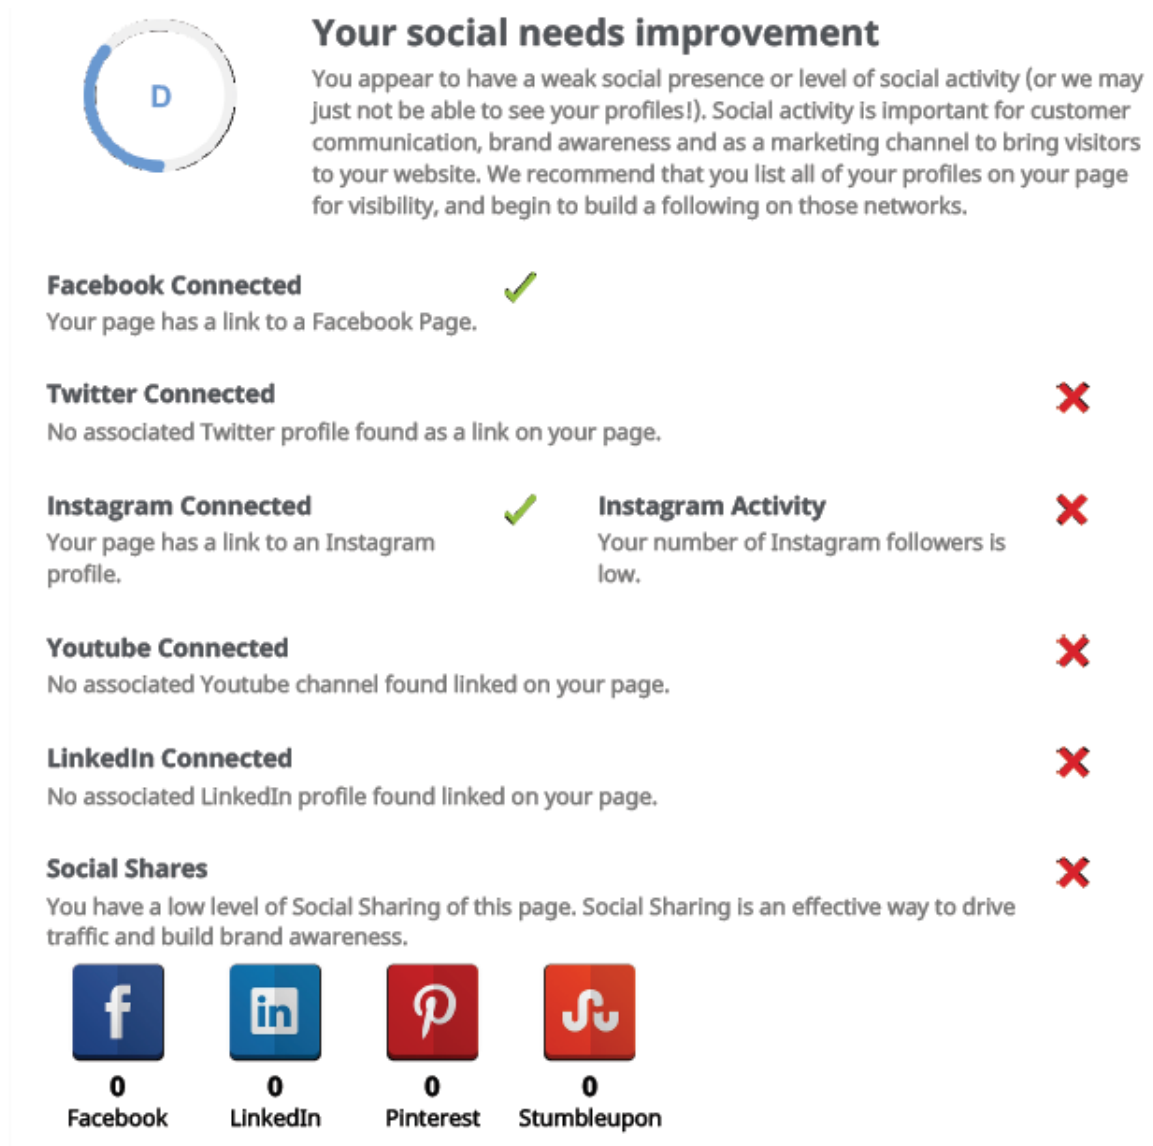 D
Your social needs improvement
You appear to have a weak social presence or level of social activity (or we may
just not be able to see your profiles!). Social activity is important for customer
communication, brand awareness and as a marketing channel to bring visitors
to your website. We recommend that you list all of your profiles on your page
for visibility, and begin to build a following on those networks.
Facebook Connected
Your page has a link to a Facebook Page.
Twitter Connected
No associated Twitter profile found as a link on your page.
Instagram Connected
Your page has a link to an Instagram
profile.
Instagram Activity
Your number of Instagram followers is
low.
Youtube Connected
No associated Youtube channel found linked on your page.
LinkedIn Connected
No associated LinkedIn profile found linked on your page.
Social Shares
You have a low level of Social Sharing of this page. Social Sharing is an effective way to drive
traffic and build brand awareness.
f in
0 0 0 0
Facebook LinkedIn Pinterest Stumbleupon